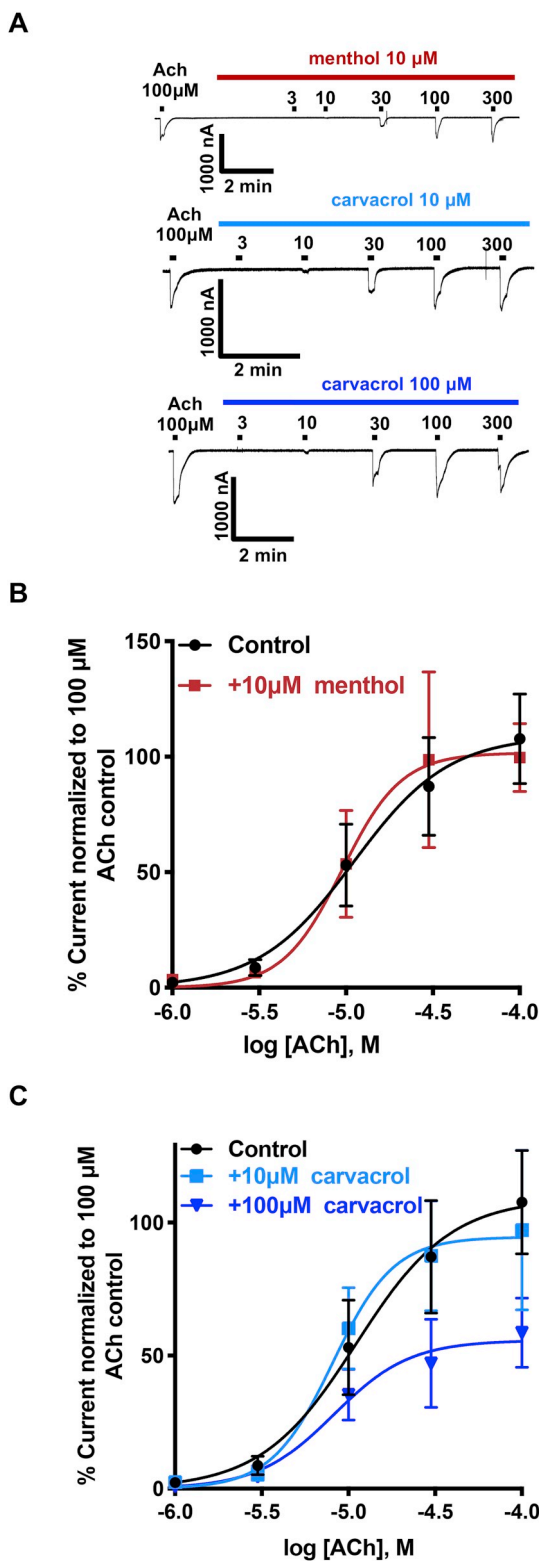 A
menthol 10 µM
Ach
100µM
3 10 30 100 300
1000 nA
2 min
carvacrol 10 µM
Ach
100µM
3 10 30 100 300
1000 nA
2 min
carvacrol 100 µM
Ach
100µM
3 10 30 100 300
1000 nA
2 min
B
% Current normalized to 100 µM
ACh control
150
100
50
0
Control
+10µM menthol
-6.0 -5.5 -5.0 -4.5 -4.0
log [ACh], M
C
% Current normalized to 100 µM
ACh control
100
50
0
Control
+10µM carvacrol
+100µM carvacrol
-6.0 -5.5 -5.0 -4.5 -4.0
log [ACh], M